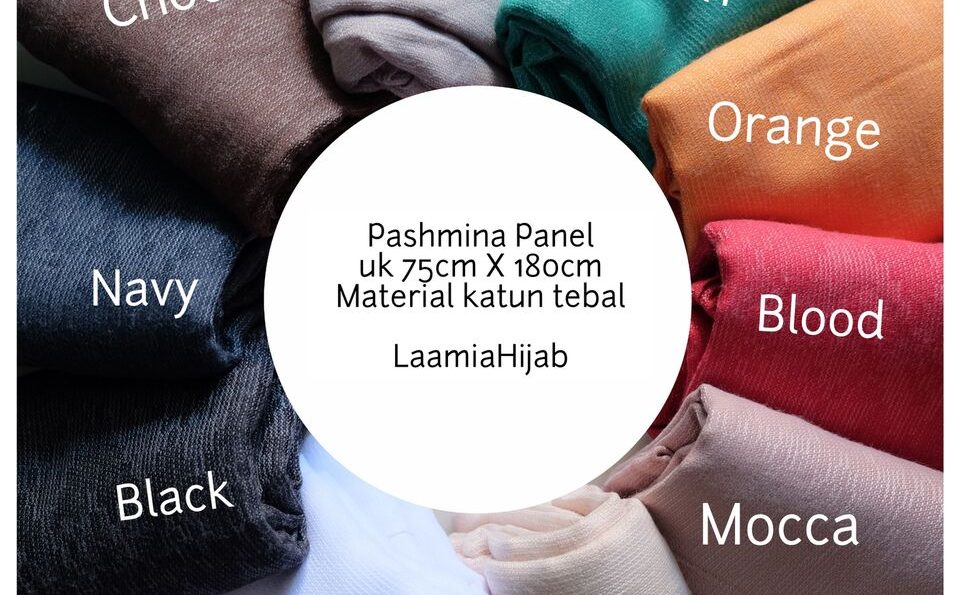 Orange
Pashmina Panel
uk 75cm X 180cm
Material katun tebal
LaamiaHijab
Navy
Blood
Black
Mocca